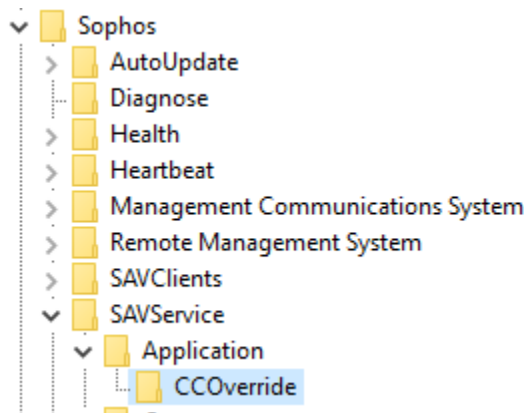 Sophos
AutoUpdate
Diagnose
Health
Heartbeat
Management Communications System
Remote Management System
SAVClients
SAVService
Application
CCOverride